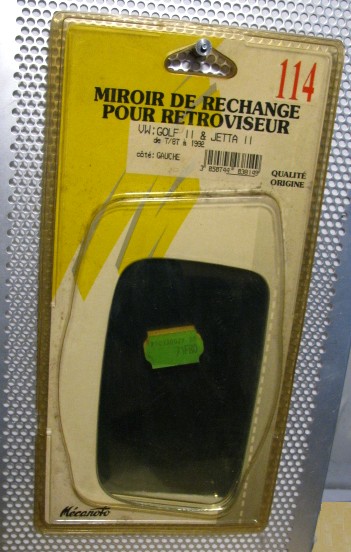 114
MIROIR DE RECHANGE
POUR RETROVISEUR
VW:GOLF II & JETTA II
de 7/87 à 1992
côté: GAUCHE
QUALITÉ
ORIGINE
Mécanoto